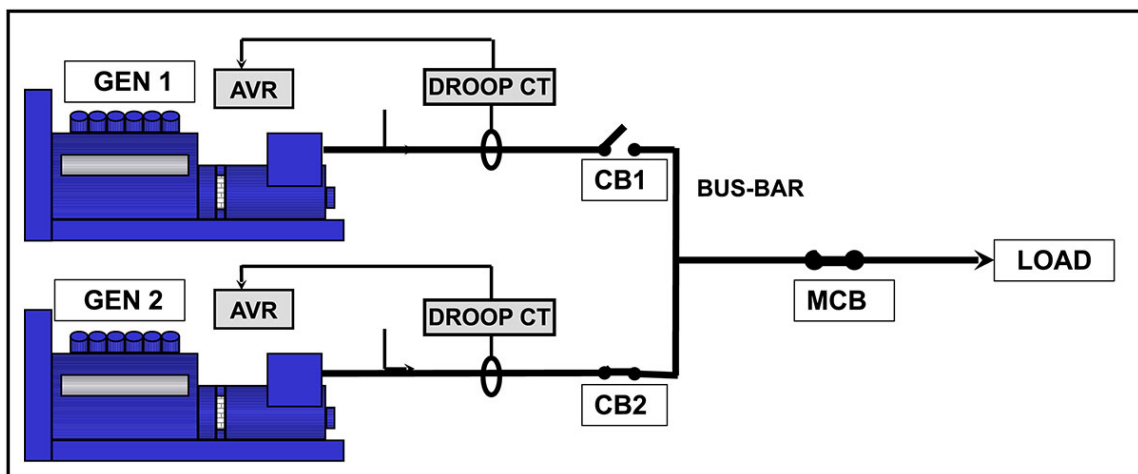 GEN 1
AVR
DROOP CT
CB1
BUS-BAR
LOAD
MCB
GEN 2
AVR
DROOP CT
CB2